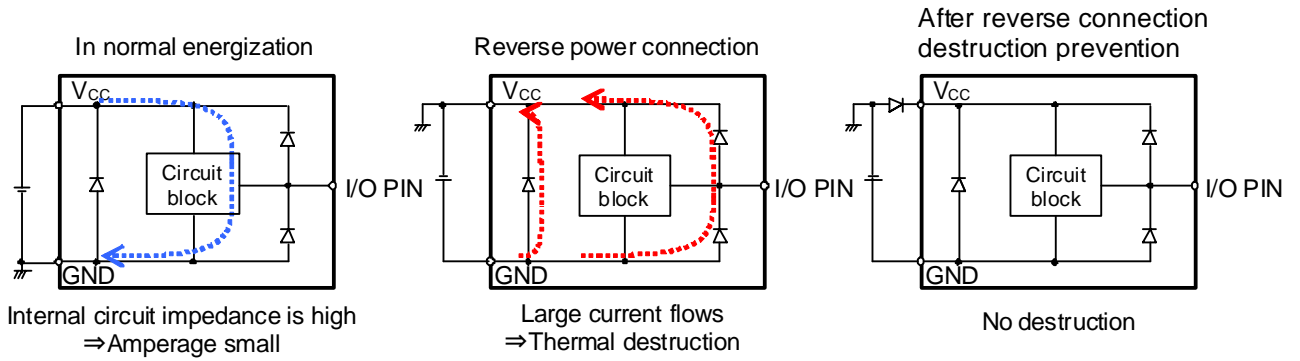 In normal energization
VCC
Circuit
block
I/O PIN
GND
Internal circuit impedance is high
⇒Amperage small
Reverse power connection
VCC
Circuit
block
I/O PIN
GND
Large current flows
⇒Thermal destruction
After reverse connection
destruction prevention
VCC
Circuit
block
I/O PIN
GND
No destruction